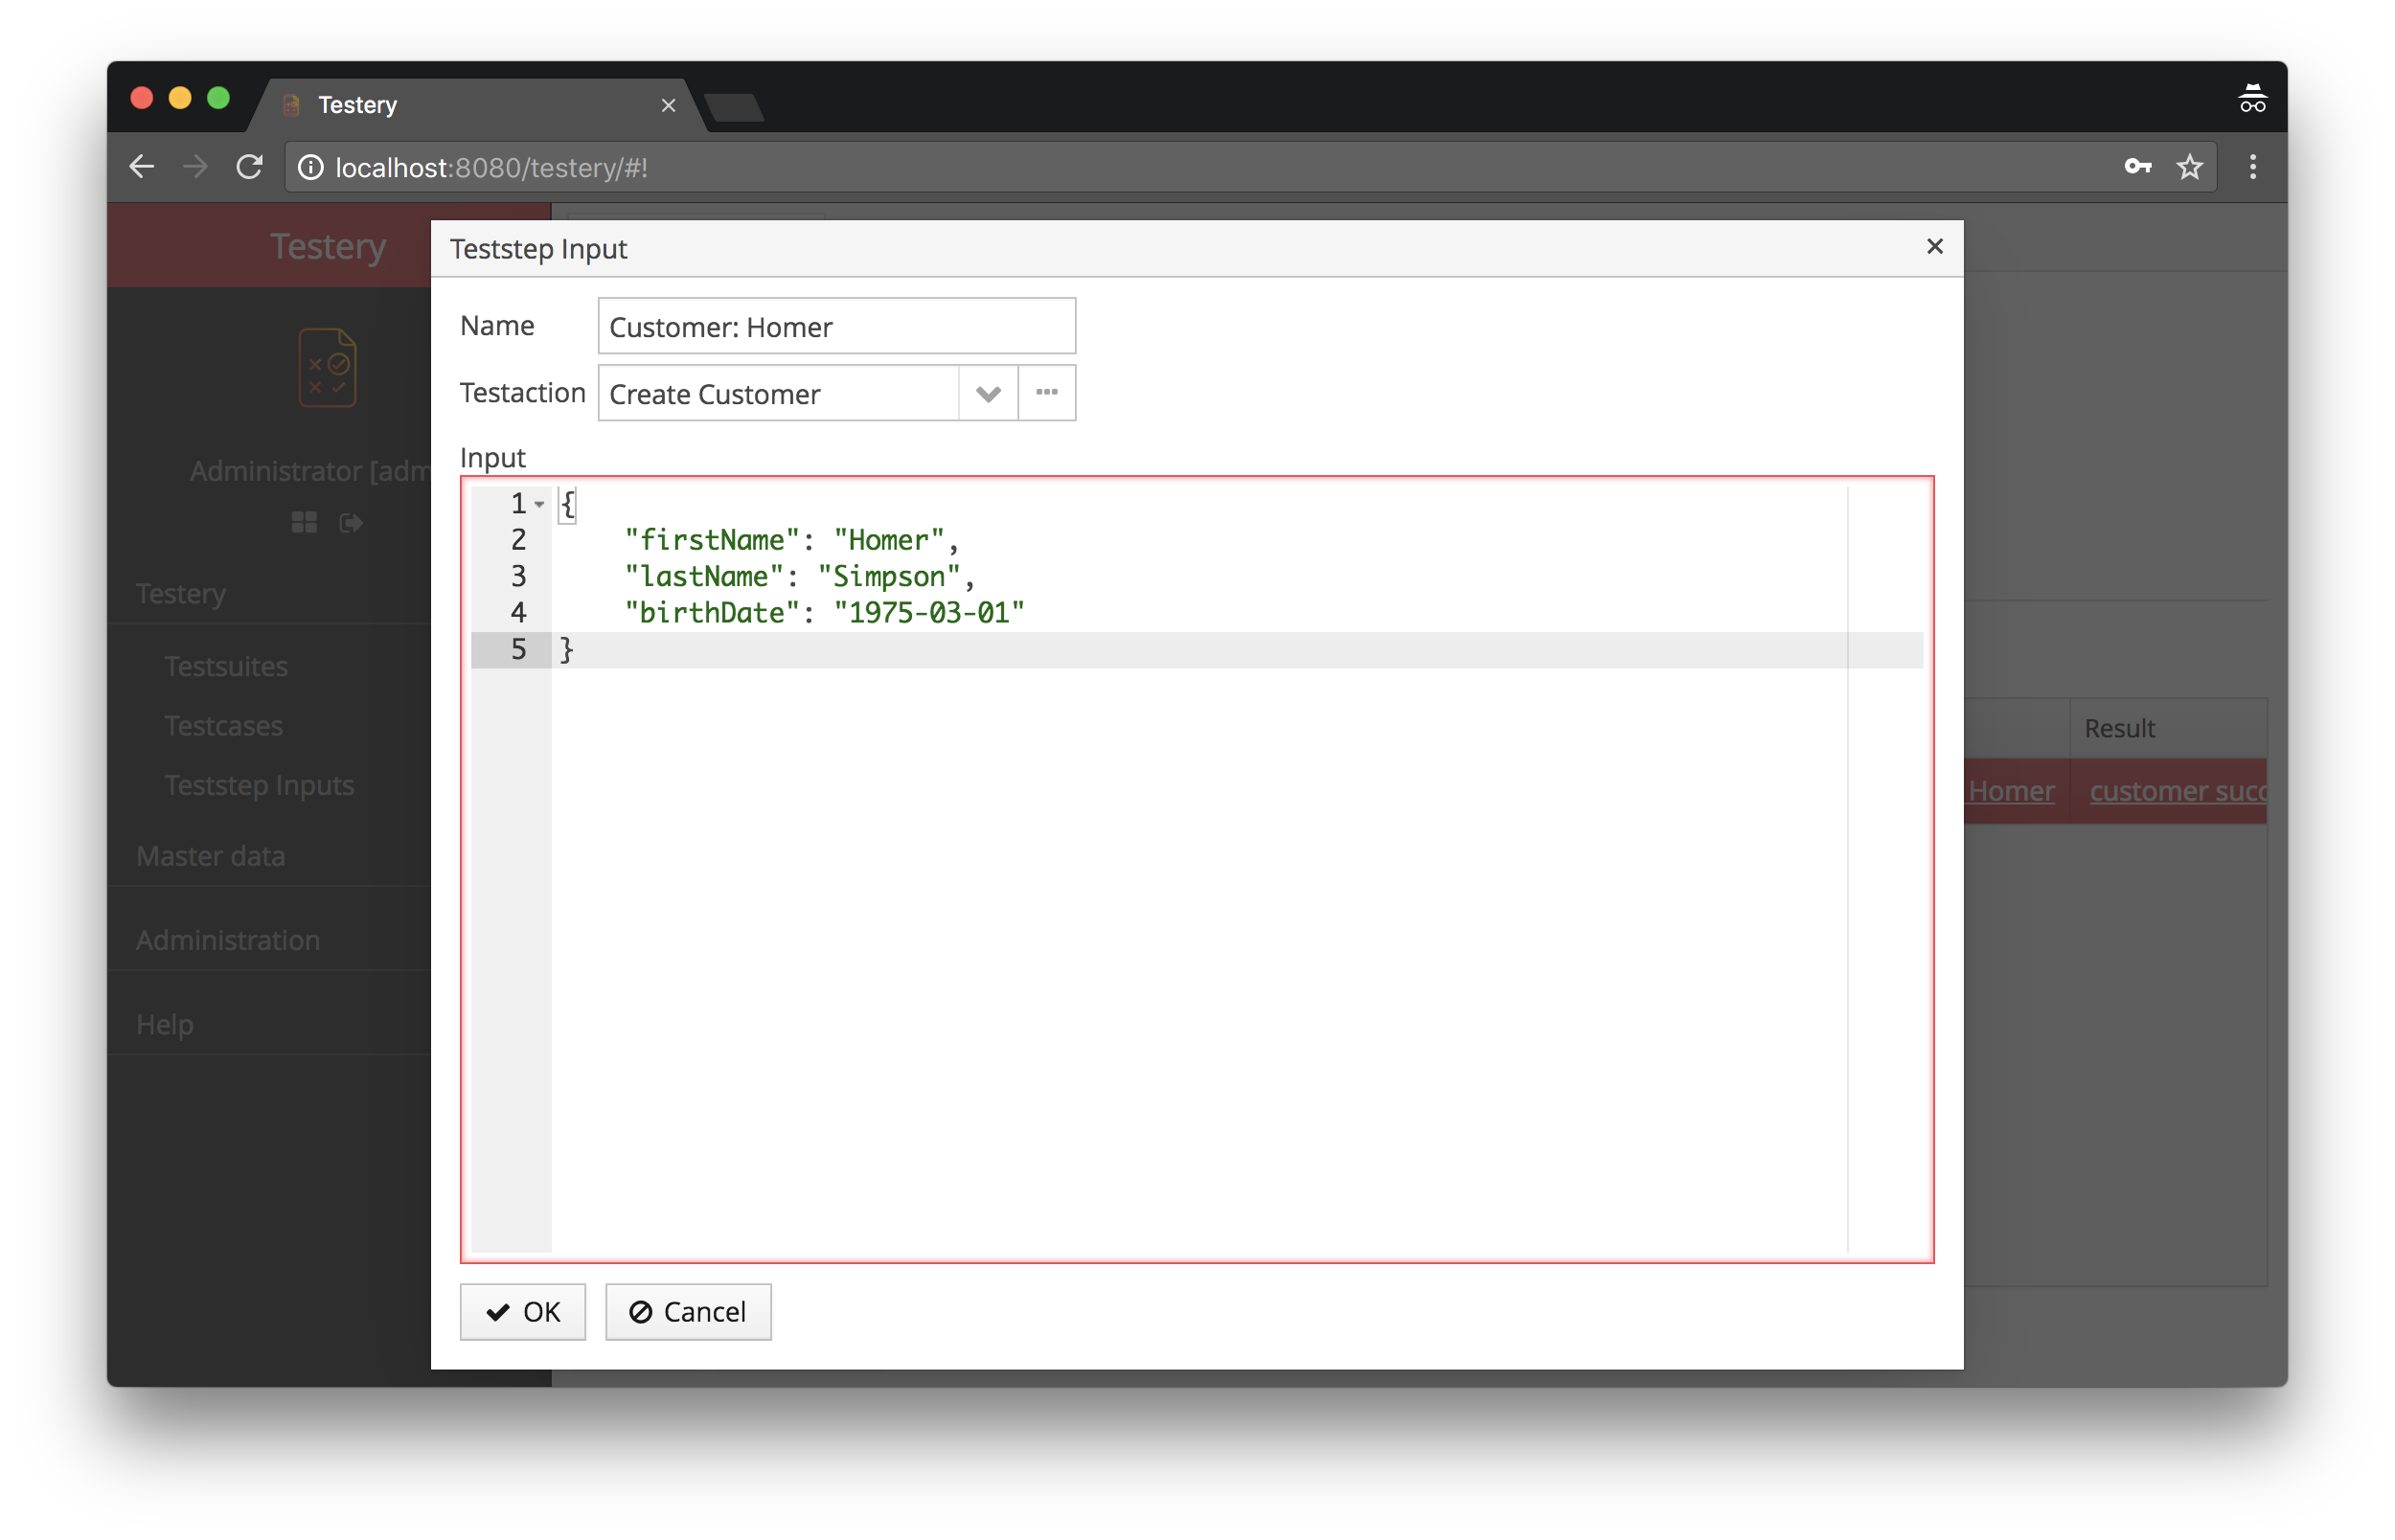 Testery
localhost:8080/testery/#!
Testery
Administrator [adm
Testery
Testsuites
Testcases
Teststep Inputs
Master data
Administration
Help
Teststep Input
Name
Customer: Homer
Testaction
Create Customer
Input
1 {
2 "firstName": "Homer",
3 "lastName": "Simpson",
4 "birthDate": "1975-03-01"
5 }
OK
Cancel
Result
Homer
customer succ